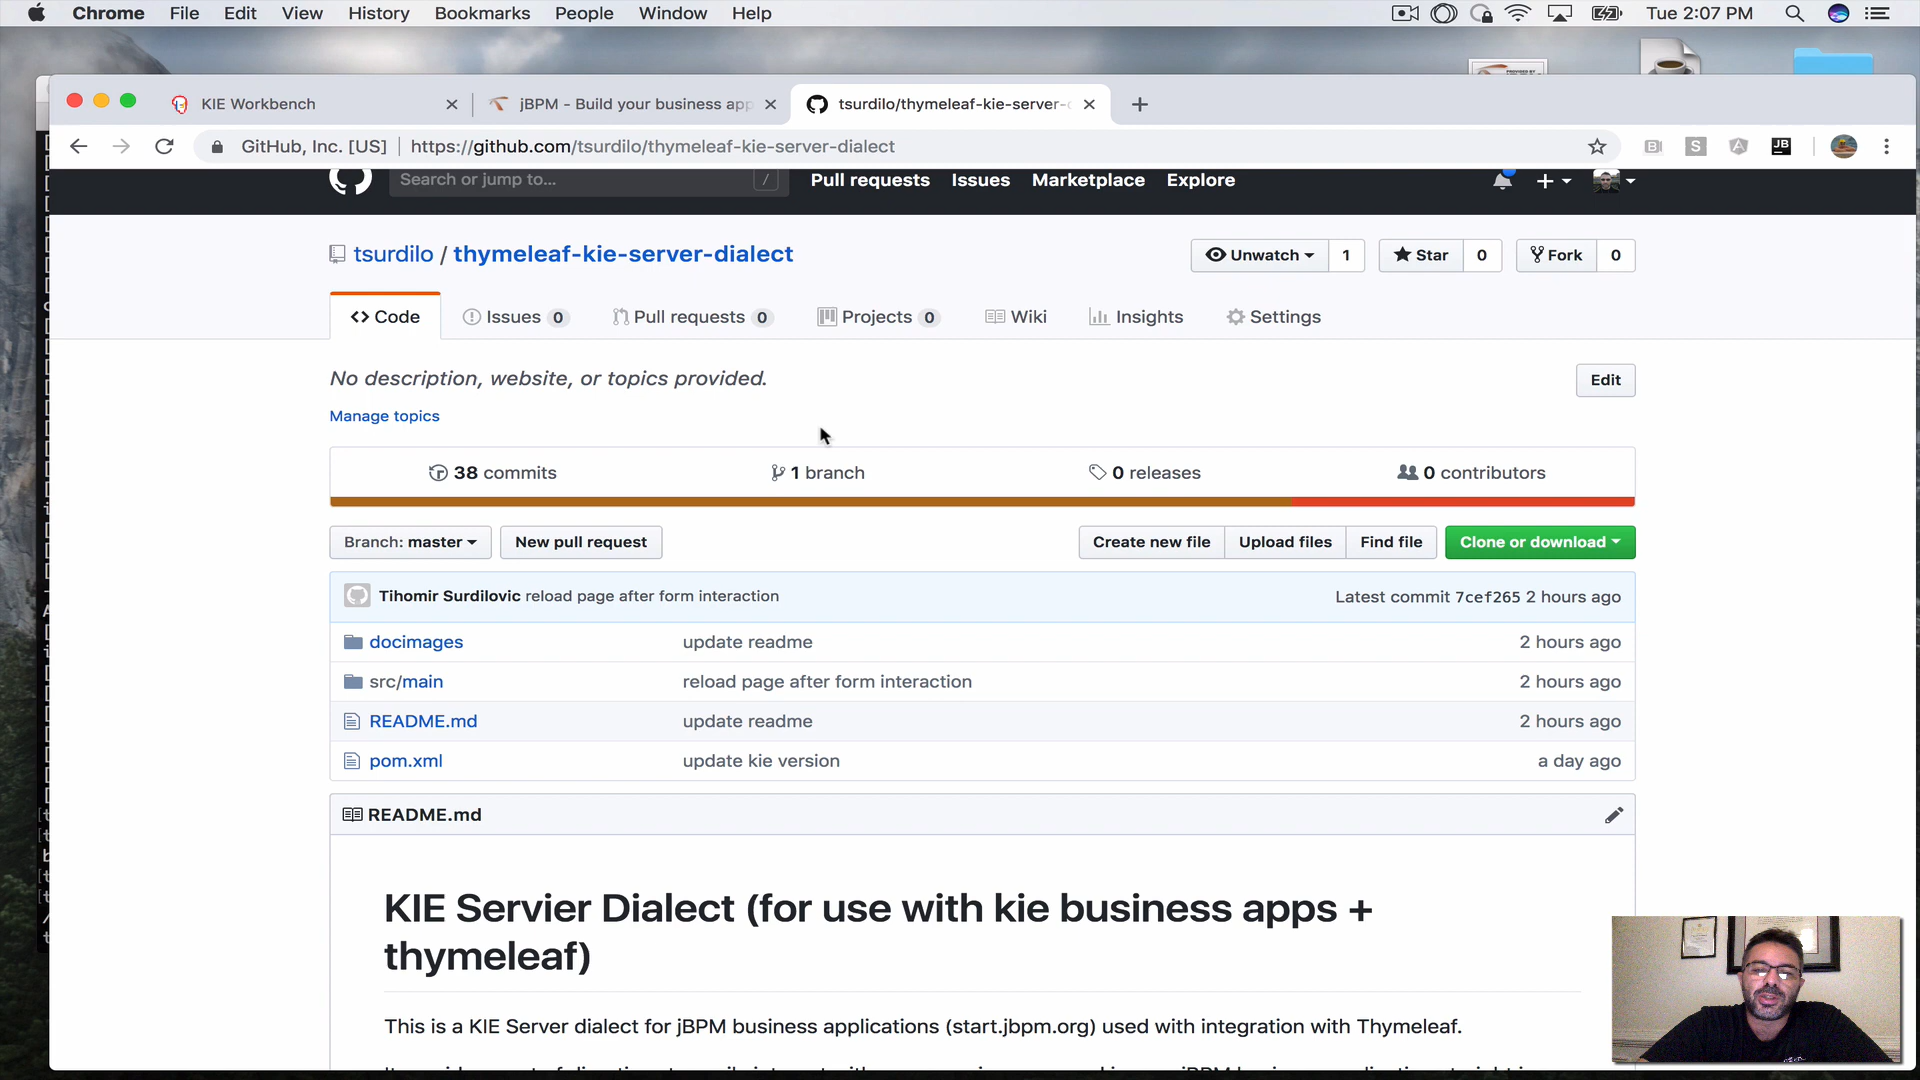 Chrome File Edit View History Bookmarks People Window Help Tue 2:07 PM
KIE Workbench jBPM - Build your business app tsurdilo/thymeleaf-kie-server-
GitHub, Inc. [US] https://github.com/tsurdilo/thymeleaf-kie-server-dialect
Search or jump to... / Pull requests Issues Marketplace Explore
tsurdilo / thymeleaf-kie-server-dialect Unwatch 1 Star 0 Fork 0
Code Issues 0 Pull requests 0 Projects 0 Wiki Insights Settings
No description, website, or topics provided. Edit
Manage topics
38 commits 1 branch 0 releases 0 contributors
Branch: master New pull request Create new file Upload files Find file Clone or download
Tihomir Surdilovic reload page after form interaction Latest commit 7cef265 2 hours ago
docimages update readme 2 hours ago
src/main reload page after form interaction 2 hours ago
README.md update readme 2 hours ago
pom.xml update kie version a day ago
README.md
KIE Servier Dialect (for use with kie business apps +
thymeleaf)
This is a KIE Server dialect for jBPM business applications (start.jbpm.org) used with integration with Thymeleaf.